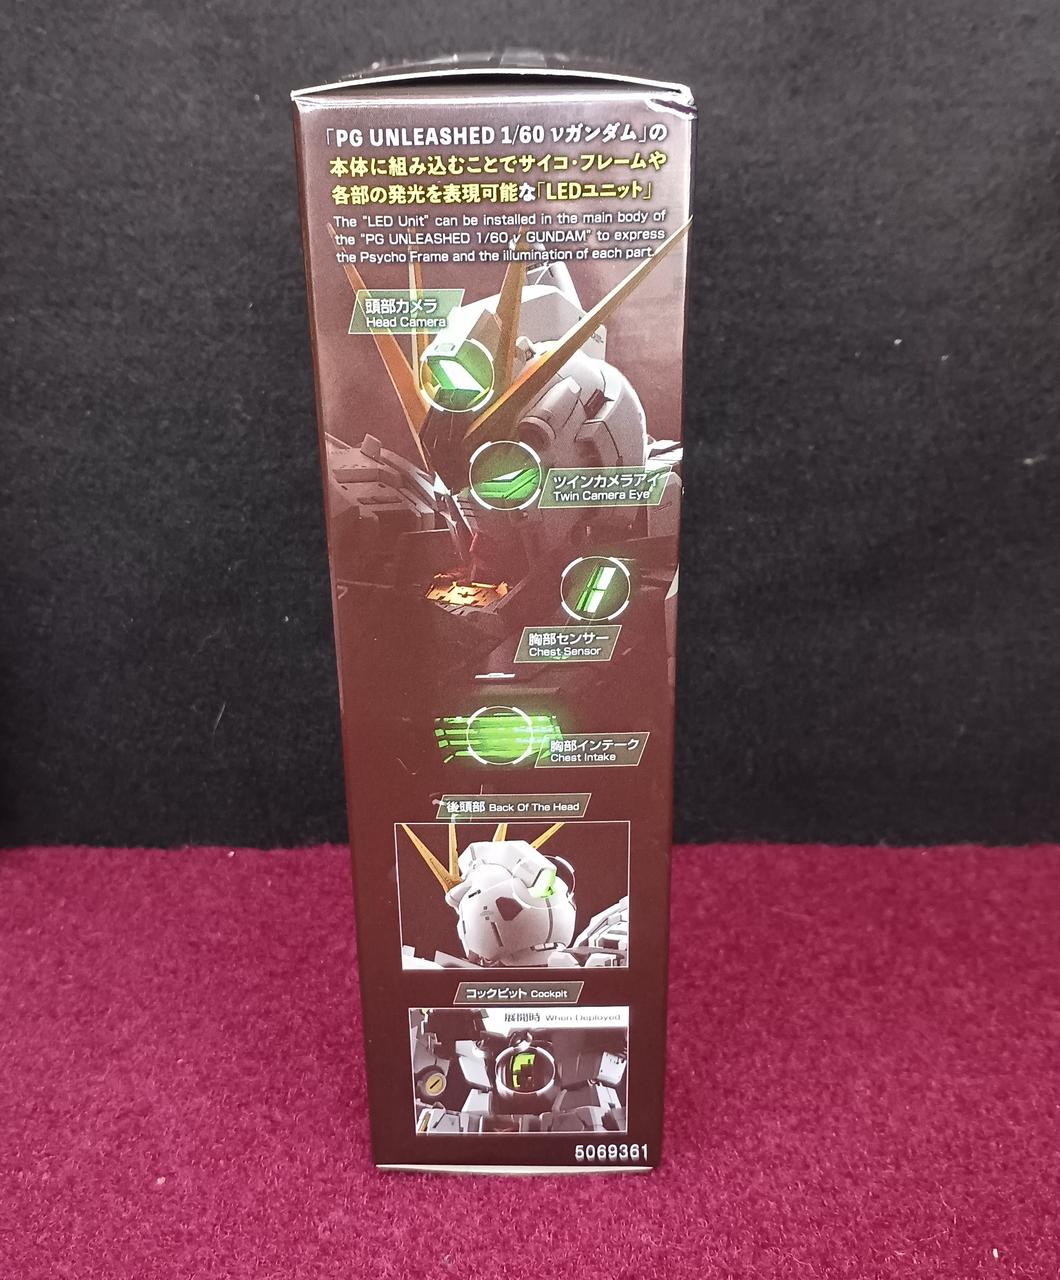 「PG UNLEASHED 1/60 νガンダム」の
本体に組み込むことでサイコ・フレームや
各部の発光を表現可能な「LEDユニット」
The "LED Unit" can be installed in the main body of
the "PG UNLEASHED 1/60 ν GUNDAM" to express
the Psycho Frame and the illumination of each part.
頭部カメラ
Head Camera
ツインカメラアイ
Twin Camera Eye
胸部センサー
Chest Sensor
胸部インテーク
Chest Intake
後頭部 Back Of The Head
コックピット Cockpit
展開時 When Deployed
5069361